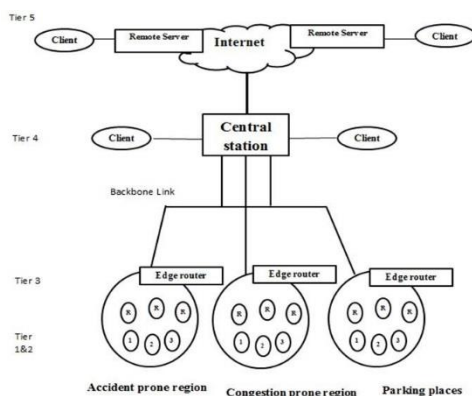 Tier 5
Client
Remote Server
Internet
Remote Server
Client
Tier 4
Client
Central
station
Client
Backbone Link
Tier 3
Edge router
Edge router
Edge router
R
R
R
R
R
R
R
R
R
Tier
1&2
1
2
3
1
2
3
1
2
3
Accident prone region
Congestion prone region
Parking places